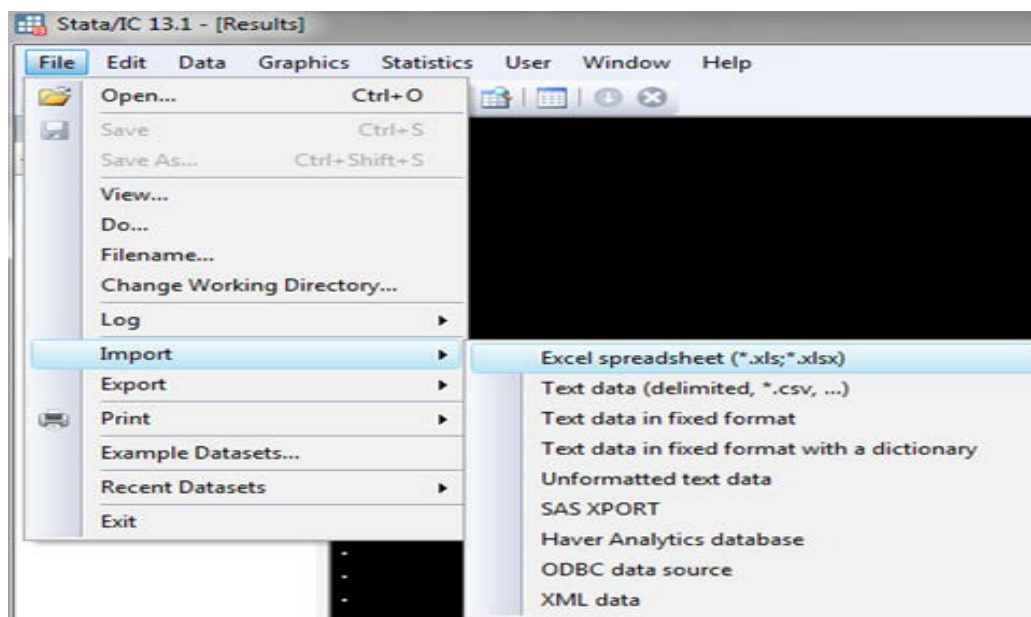 Stata/IC 13.1 - [Results]
File Edit Data Graphics Statistics User Window Help
Open... Ctrl+O
Save Ctrl+S
Save As... Ctrl+Shift+S
View...
Do...
Filename...
Change Working Directory...
Log
Import
Export
Print
Example Datasets...
Recent Datasets
Exit
Excel spreadsheet (*.xls;*.xlsx)
Text data (delimited, *.csv, ...)
Text data in fixed format
Text data in fixed format with a dictionary
Unformatted text data
SAS XPORT
Haver Analytics database
ODBC data source
XML data